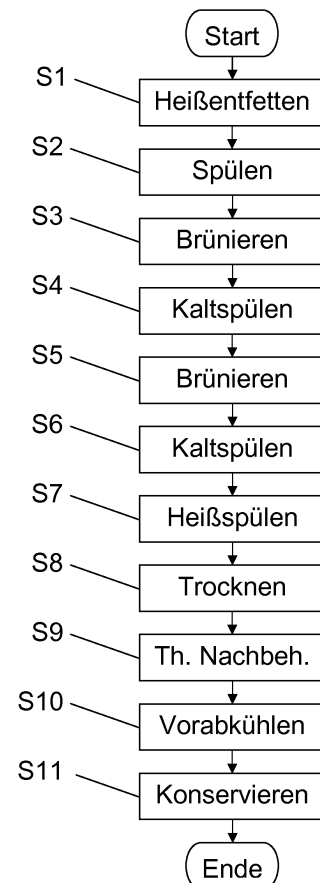 Start
S1
Heißentfetten
S2
Spülen
S3
Brünieren
S4
Kaltspülen
S5
Brünieren
S6
Kaltspülen
S7
Heißspülen
S8
Trocknen
S9
Th. Nachbeh.
S10
Vorabkühlen
S11
Konservieren
Ende